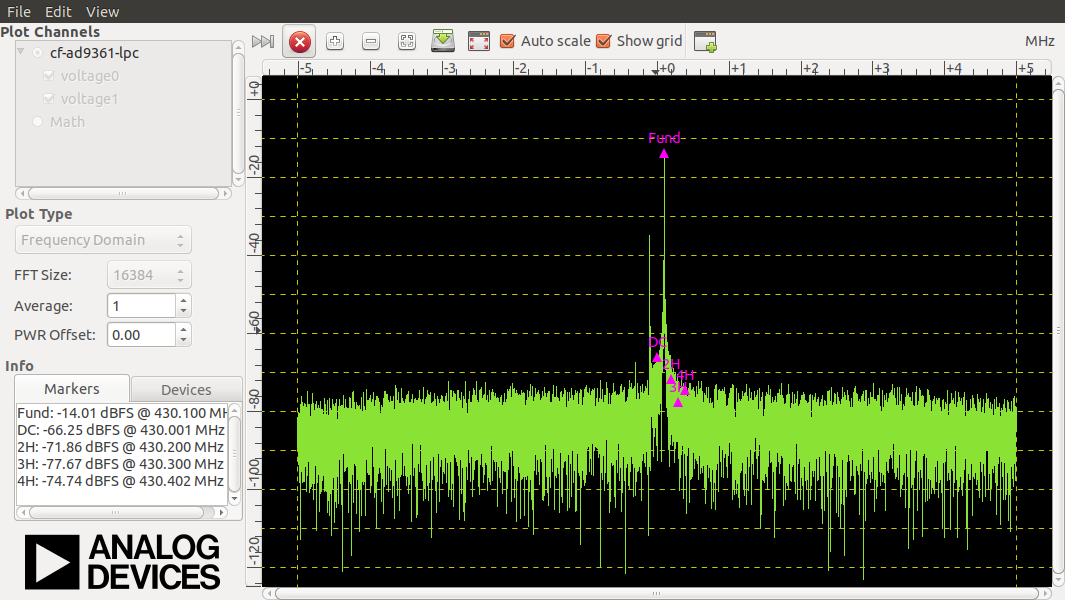 File Edit View
Plot Channels
cf-ad9361-lpc
voltage0
voltage1
Math
Plot Type
Frequency Domain
FFT Size: 16384
Average: 1
PWR Offset: 0.00
Info
Markers Devices
Fund: -14.01 dBFS @ 430.100 MH
DC: -66.25 dBFS @ 430.001 MHz
2H: -71.86 dBFS @ 430.200 MHz
3H: -77.67 dBFS @ 430.300 MHz
4H: -74.74 dBFS @ 430.402 MHz
ANALOG
DEVICES
Auto scale Show grid MHz
-5 -4 -3 -2 -1 +0 +1 +2 +3 +4 +5
+0
-20
-40
-60
-80
-100
-120
Fund
DC
2H
4H